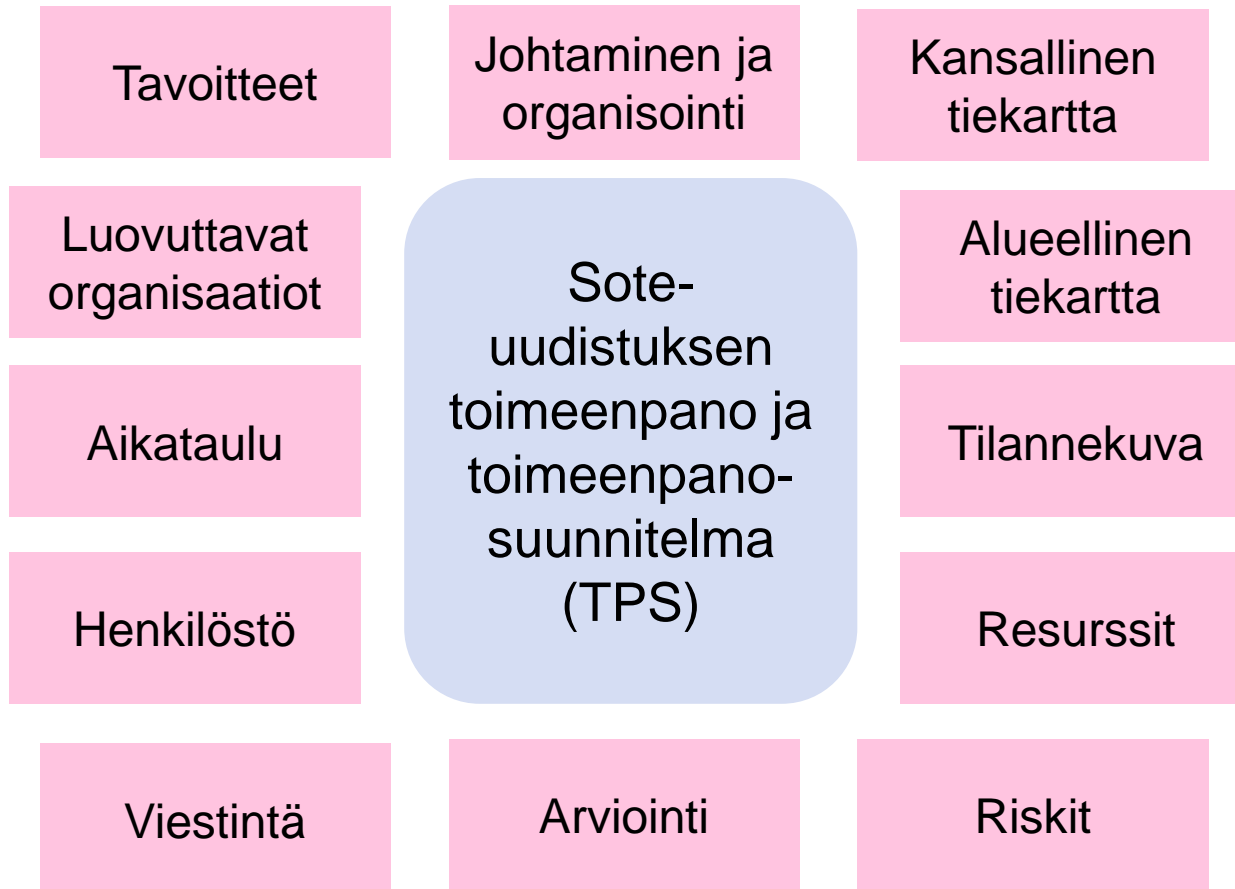 Tavoitteet
Johtaminen ja
organisointi
Kansallinen
tiekartta
Luovuttavat
organisaatiot
Sote-
uudistuksen
toimeenpano ja
toimeenpano-
suunnitelma
(TPS)
Alueellinen
tiekartta
Aikataulu
Tilannekuva
Henkilöstö
Resurssit
Viestintä
Arviointi
Riskit